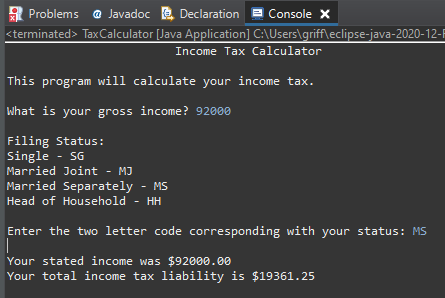 Problems Javadoc Declaration Console
<terminated> TaxCalculator [Java Application] C:\Users\griff\eclipse-java-2020-12-
Income Tax Calculator
This program will calculate your income tax.
What is your gross income? 92000
Filing Status:
Single - SG
Married Joint - MJ
Married Separately - MS
Head of Household - HH
Enter the two letter code corresponding with your status: MS
Your stated income was $92000.00
Your total income tax liability is $19361.25